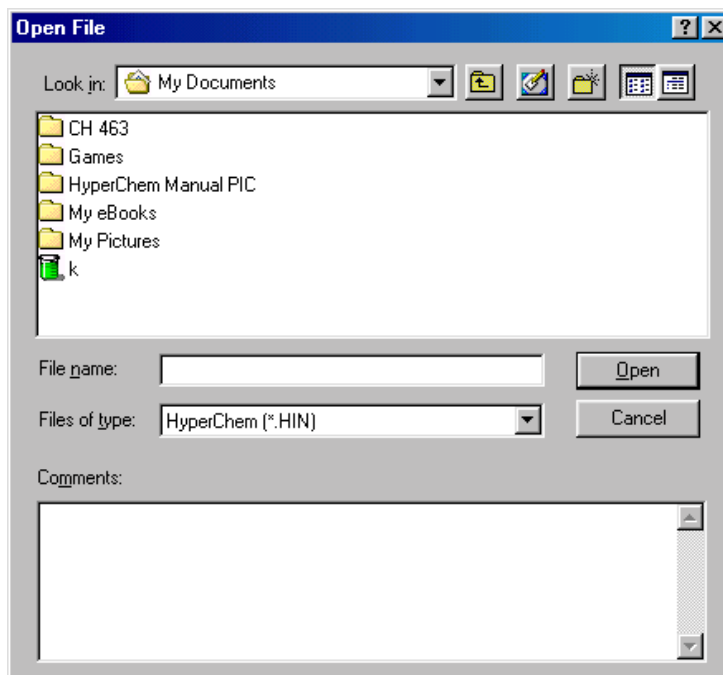 Open File
Look in: My Documents
CH 463
Games
HyperChem Manual PIC
My eBooks
My Pictures
k
File name: Open
Files of type: HyperChem (*.HIN) Cancel
Comments: